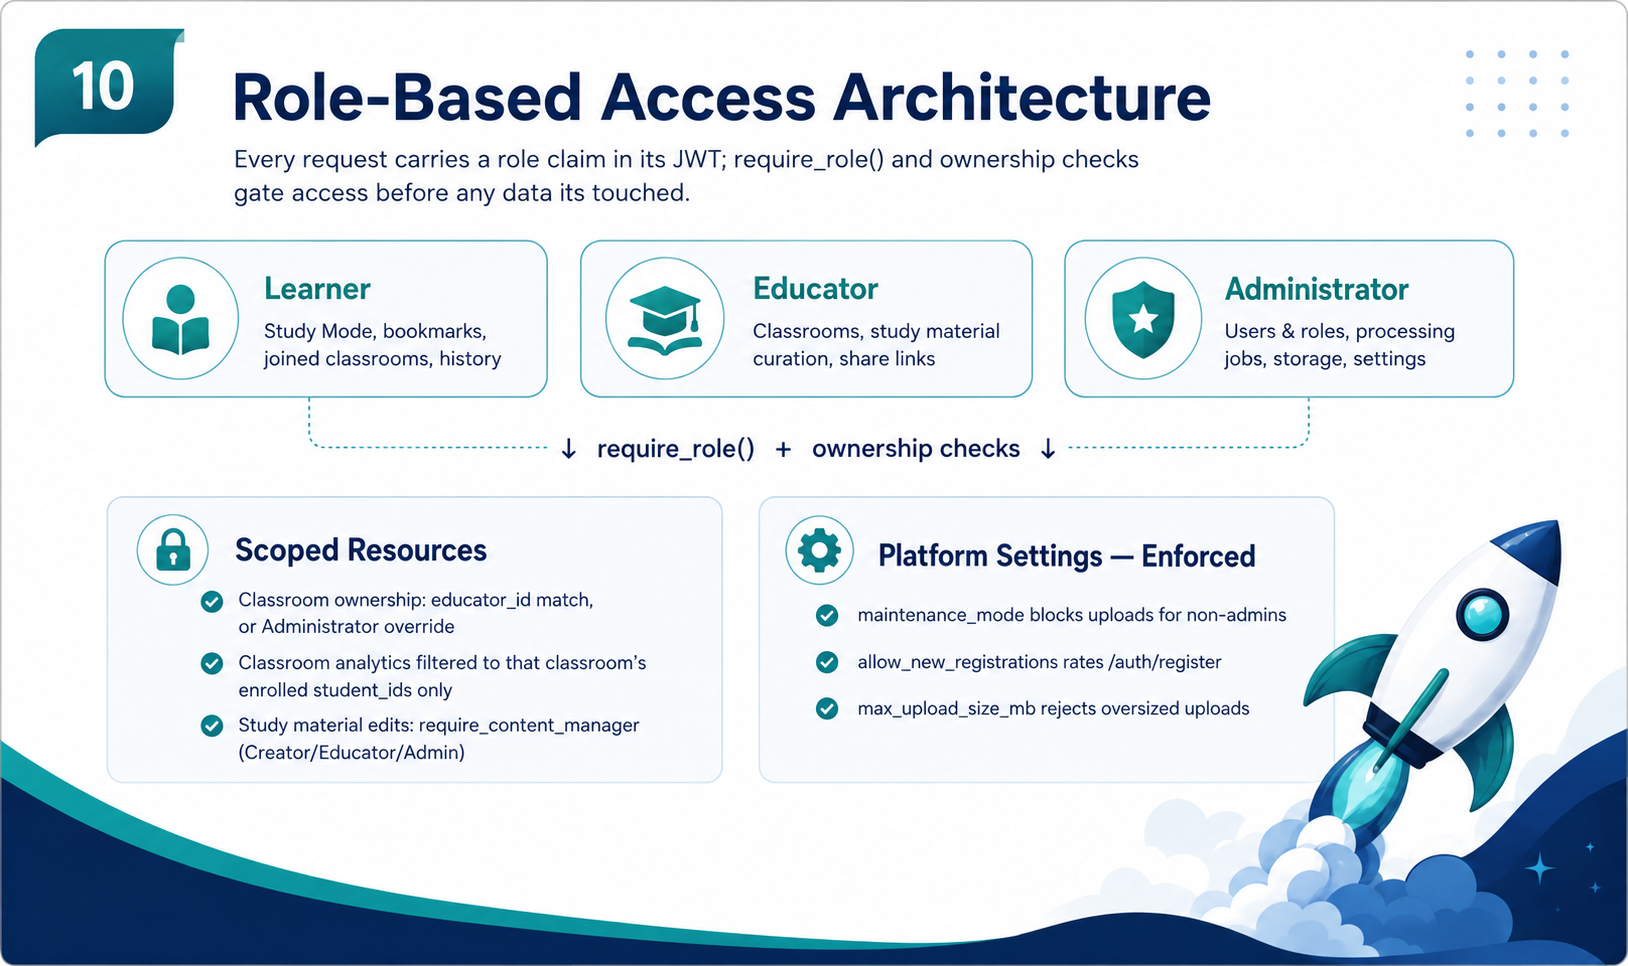 10
Role-Based Access Architecture
Every request carries a role claim in its JWT; require_role() and ownership checks
gate access before any data its touched.
Learner
Study Mode, bookmarks,
joined classrooms, history
Educator
Classrooms, study material
curation, share links
Administrator
Users & roles, processing
jobs, storage, settings
↓ require_role() + ownership checks ↓
Scoped Resources
Classroom ownership: educator_id match,
or Administrator override
Classroom analytics filtered to that classroom's
enrolled student_ids only
Study material edits: require_content_manager
(Creator/Educator/Admin)
Platform Settings — Enforced
maintenance_mode blocks uploads for non-admins
allow_new_registrations rates /auth/register
max_upload_size_mb rejects oversized uploads